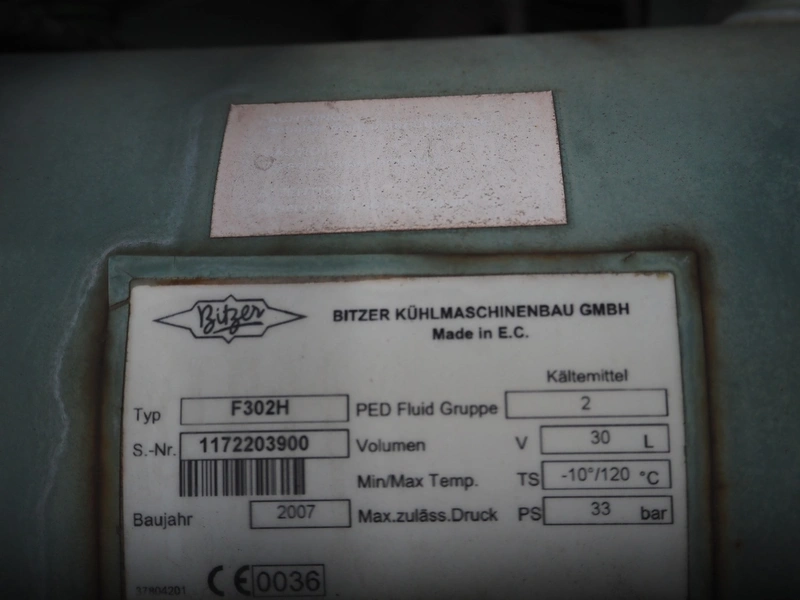 Bitzer
BITZER KÜHLMASCHINENBAU GMBH
Made in E.C.
Kältemittel
Typ F302H PED Fluid Gruppe 2
S.-Nr. 1172203900 Volumen V 30 L
Min/Max Temp. TS -10°/120 °C
Baujahr 2007 Max.zuläss.Druck PS 33 bar
37804201 CE 0036